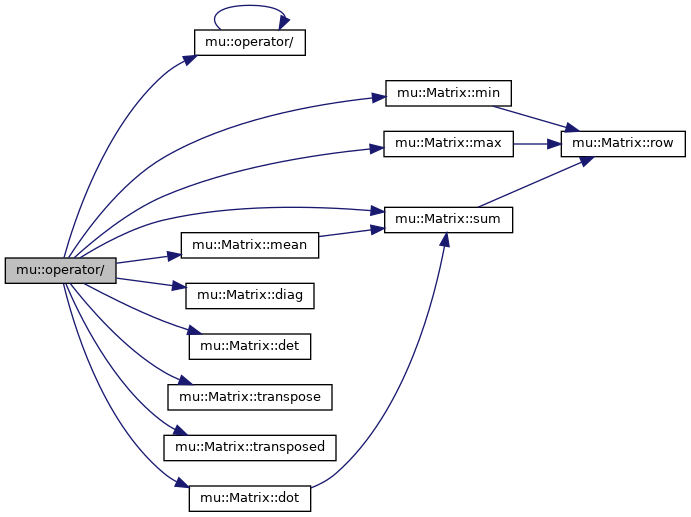 mu::operator/
mu::Matrix::min
mu::Matrix::max
mu::Matrix::row
mu::Matrix::sum
mu::Matrix::mean
mu::operator/
mu::Matrix::diag
mu::Matrix::det
mu::Matrix::transpose
mu::Matrix::transposed
mu::Matrix::dot